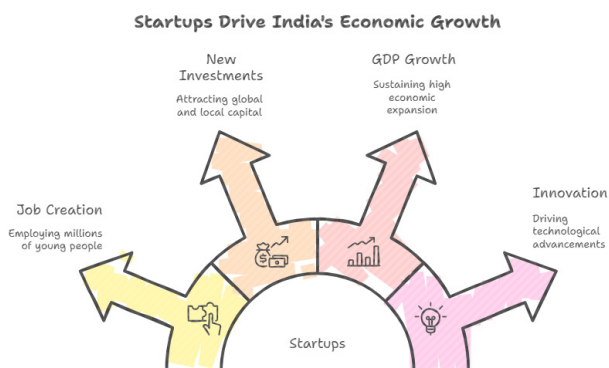 Startups Drive India's Economic Growth
New
Investments
Attracting global
and local capital
GDP Growth
Sustaining high
economic
expansion
Job Creation
Employing millions
of young people
Innovation
Driving
technological
advancements
Startups